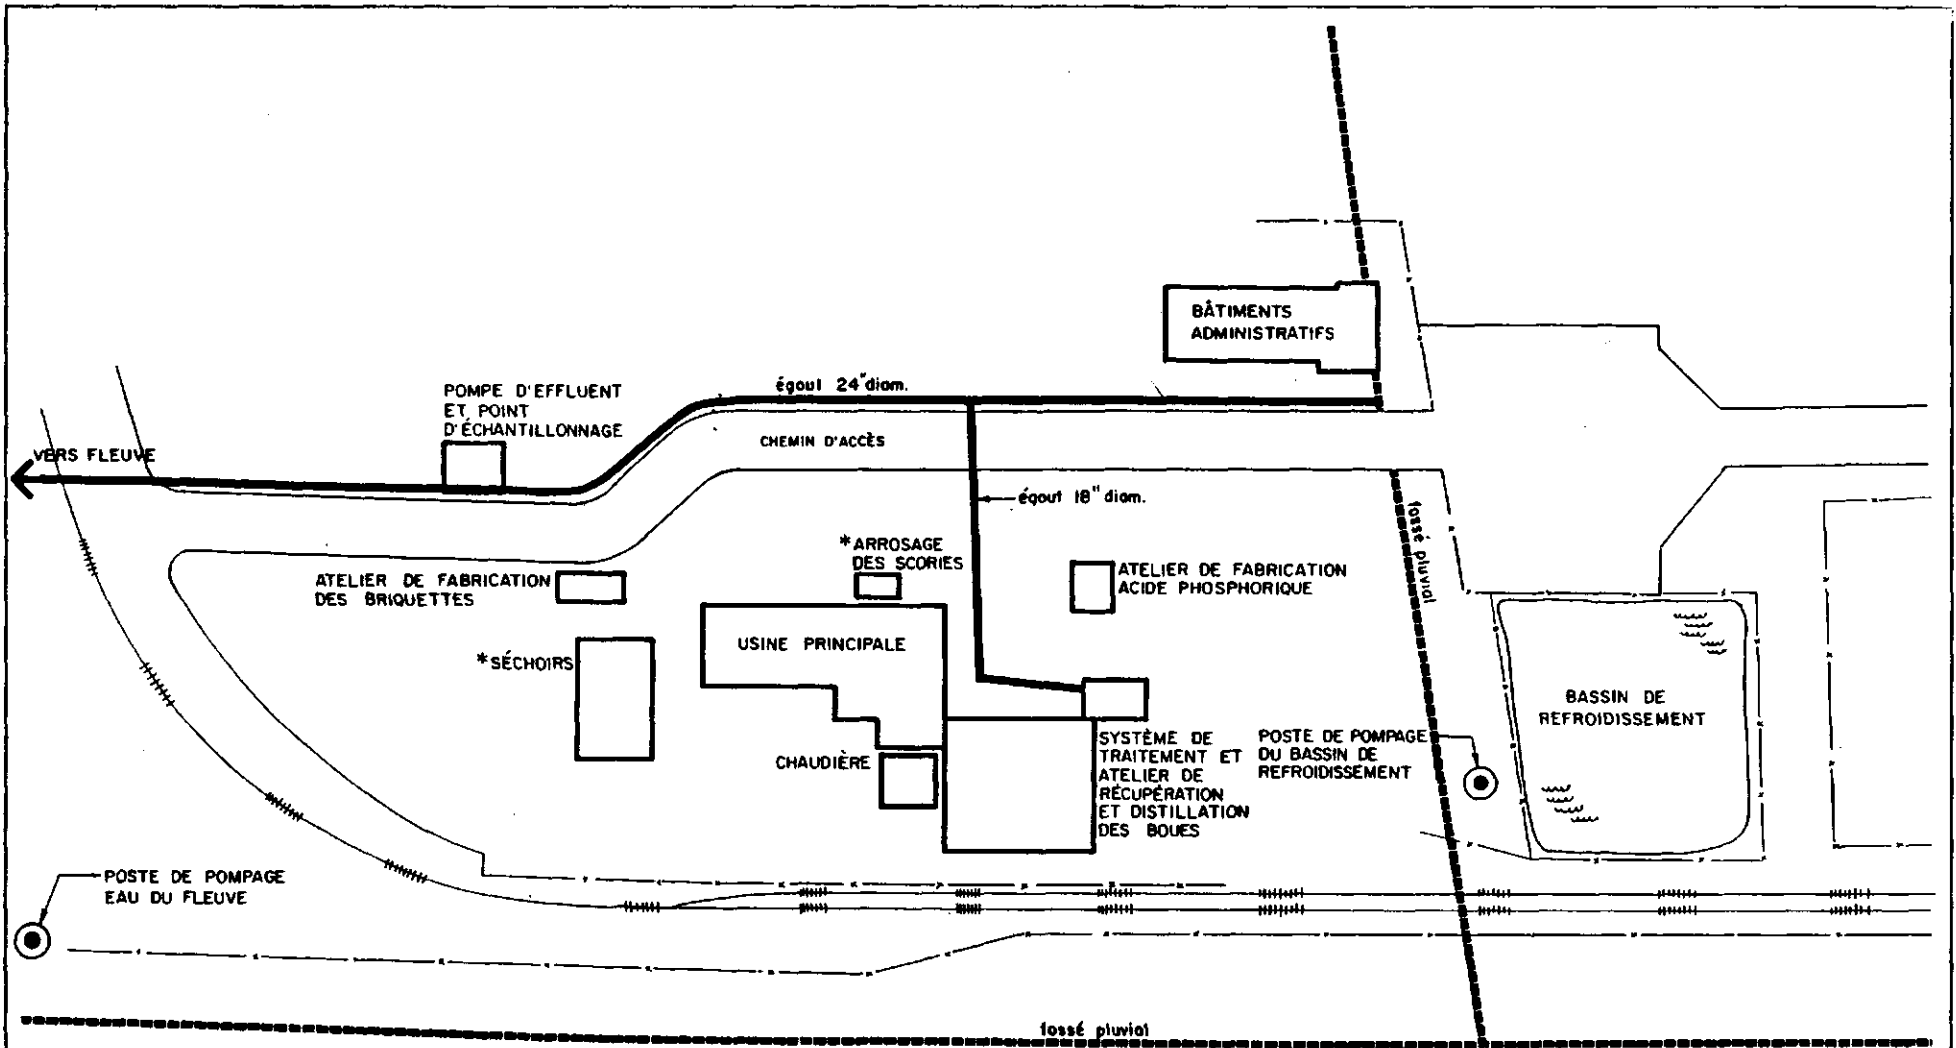 BÂTIMENTS
ADMINISTRATIFS
égout 24" diam.
POMPE D'EFFLUENT
ET POINT
D'ÉCHANTILLONNAGE
CHEMIN D'ACCÈS
VERS FLEUVE
égout 18" diam.
fossé pluvial
*ARROSAGE
DES SCORIES
ATELIER DE FABRICATION
ACIDE PHOSPHORIQUE
ATELIER DE FABRICATION
DES BRIQUETTES
USINE PRINCIPALE
*SÉCHOIRS
BASSIN DE
REFROIDISSEMENT
CHAUDIÈRE
SYSTÈME DE
TRAITEMENT ET
ATELIER DE
RÉCUPÉRATION
ET DISTILLATION
DES BOUES
POSTE DE POMPAGE
DU BASSIN DE
REFROIDISSEMENT
POSTE DE POMPAGE
EAU DU FLEUVE
fossé pluvial